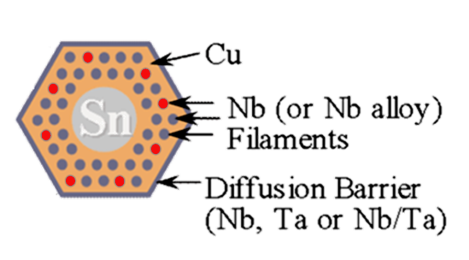 Cu
Sn
Nb (or Nb alloy)
Filaments
Diffusion Barrier
(Nb, Ta or Nb/Ta)